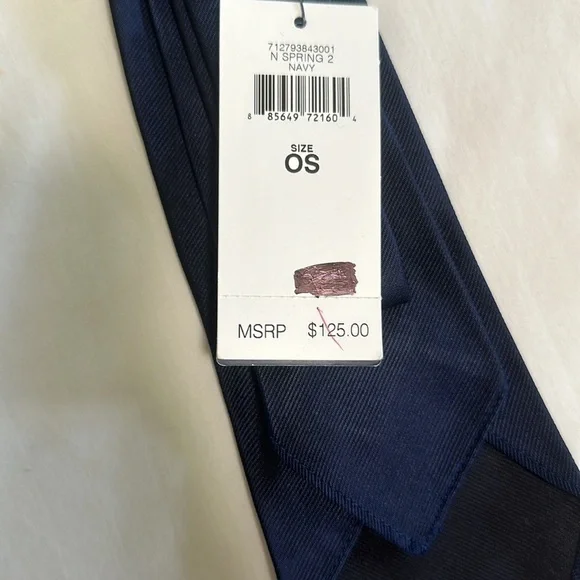 712793843001
N SPRING 2
NAVY
8 85649 72160 4
SIZE
OS
MSRP $125.00